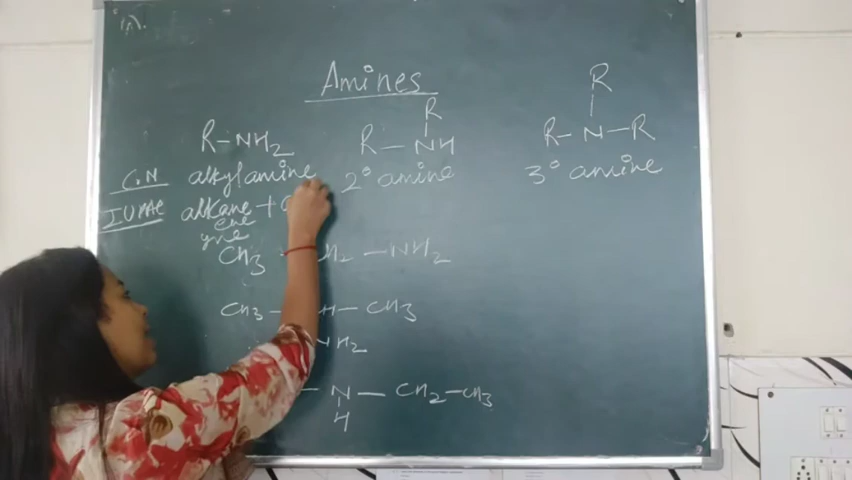 Amines
R
R R
R-NH2 R-NH R-N-R
C.N alkylamine 2° amine 3° amine
IUPAC alkane +
ene
yne
CH3 H2-NH2
CH3- H-CH3
NH2
-N-CH2-CH3
H